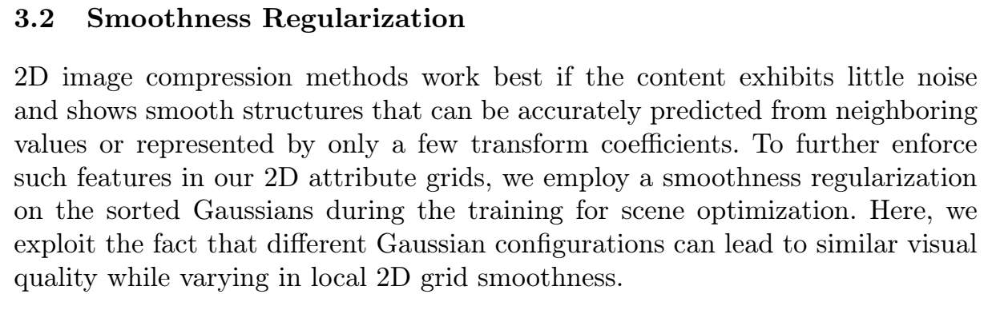 3.2 Smoothness Regularization
2D image compression methods work best if the content exhibits little noise
and shows smooth structures that can be accurately predicted from neighboring
values or represented by only a few transform coefficients. To further enforce
such features in our 2D attribute grids, we employ a smoothness regularization
on the sorted Gaussians during the training for scene optimization. Here, we
exploit the fact that different Gaussian configurations can lead to similar visual
quality while varying in local 2D grid smoothness.